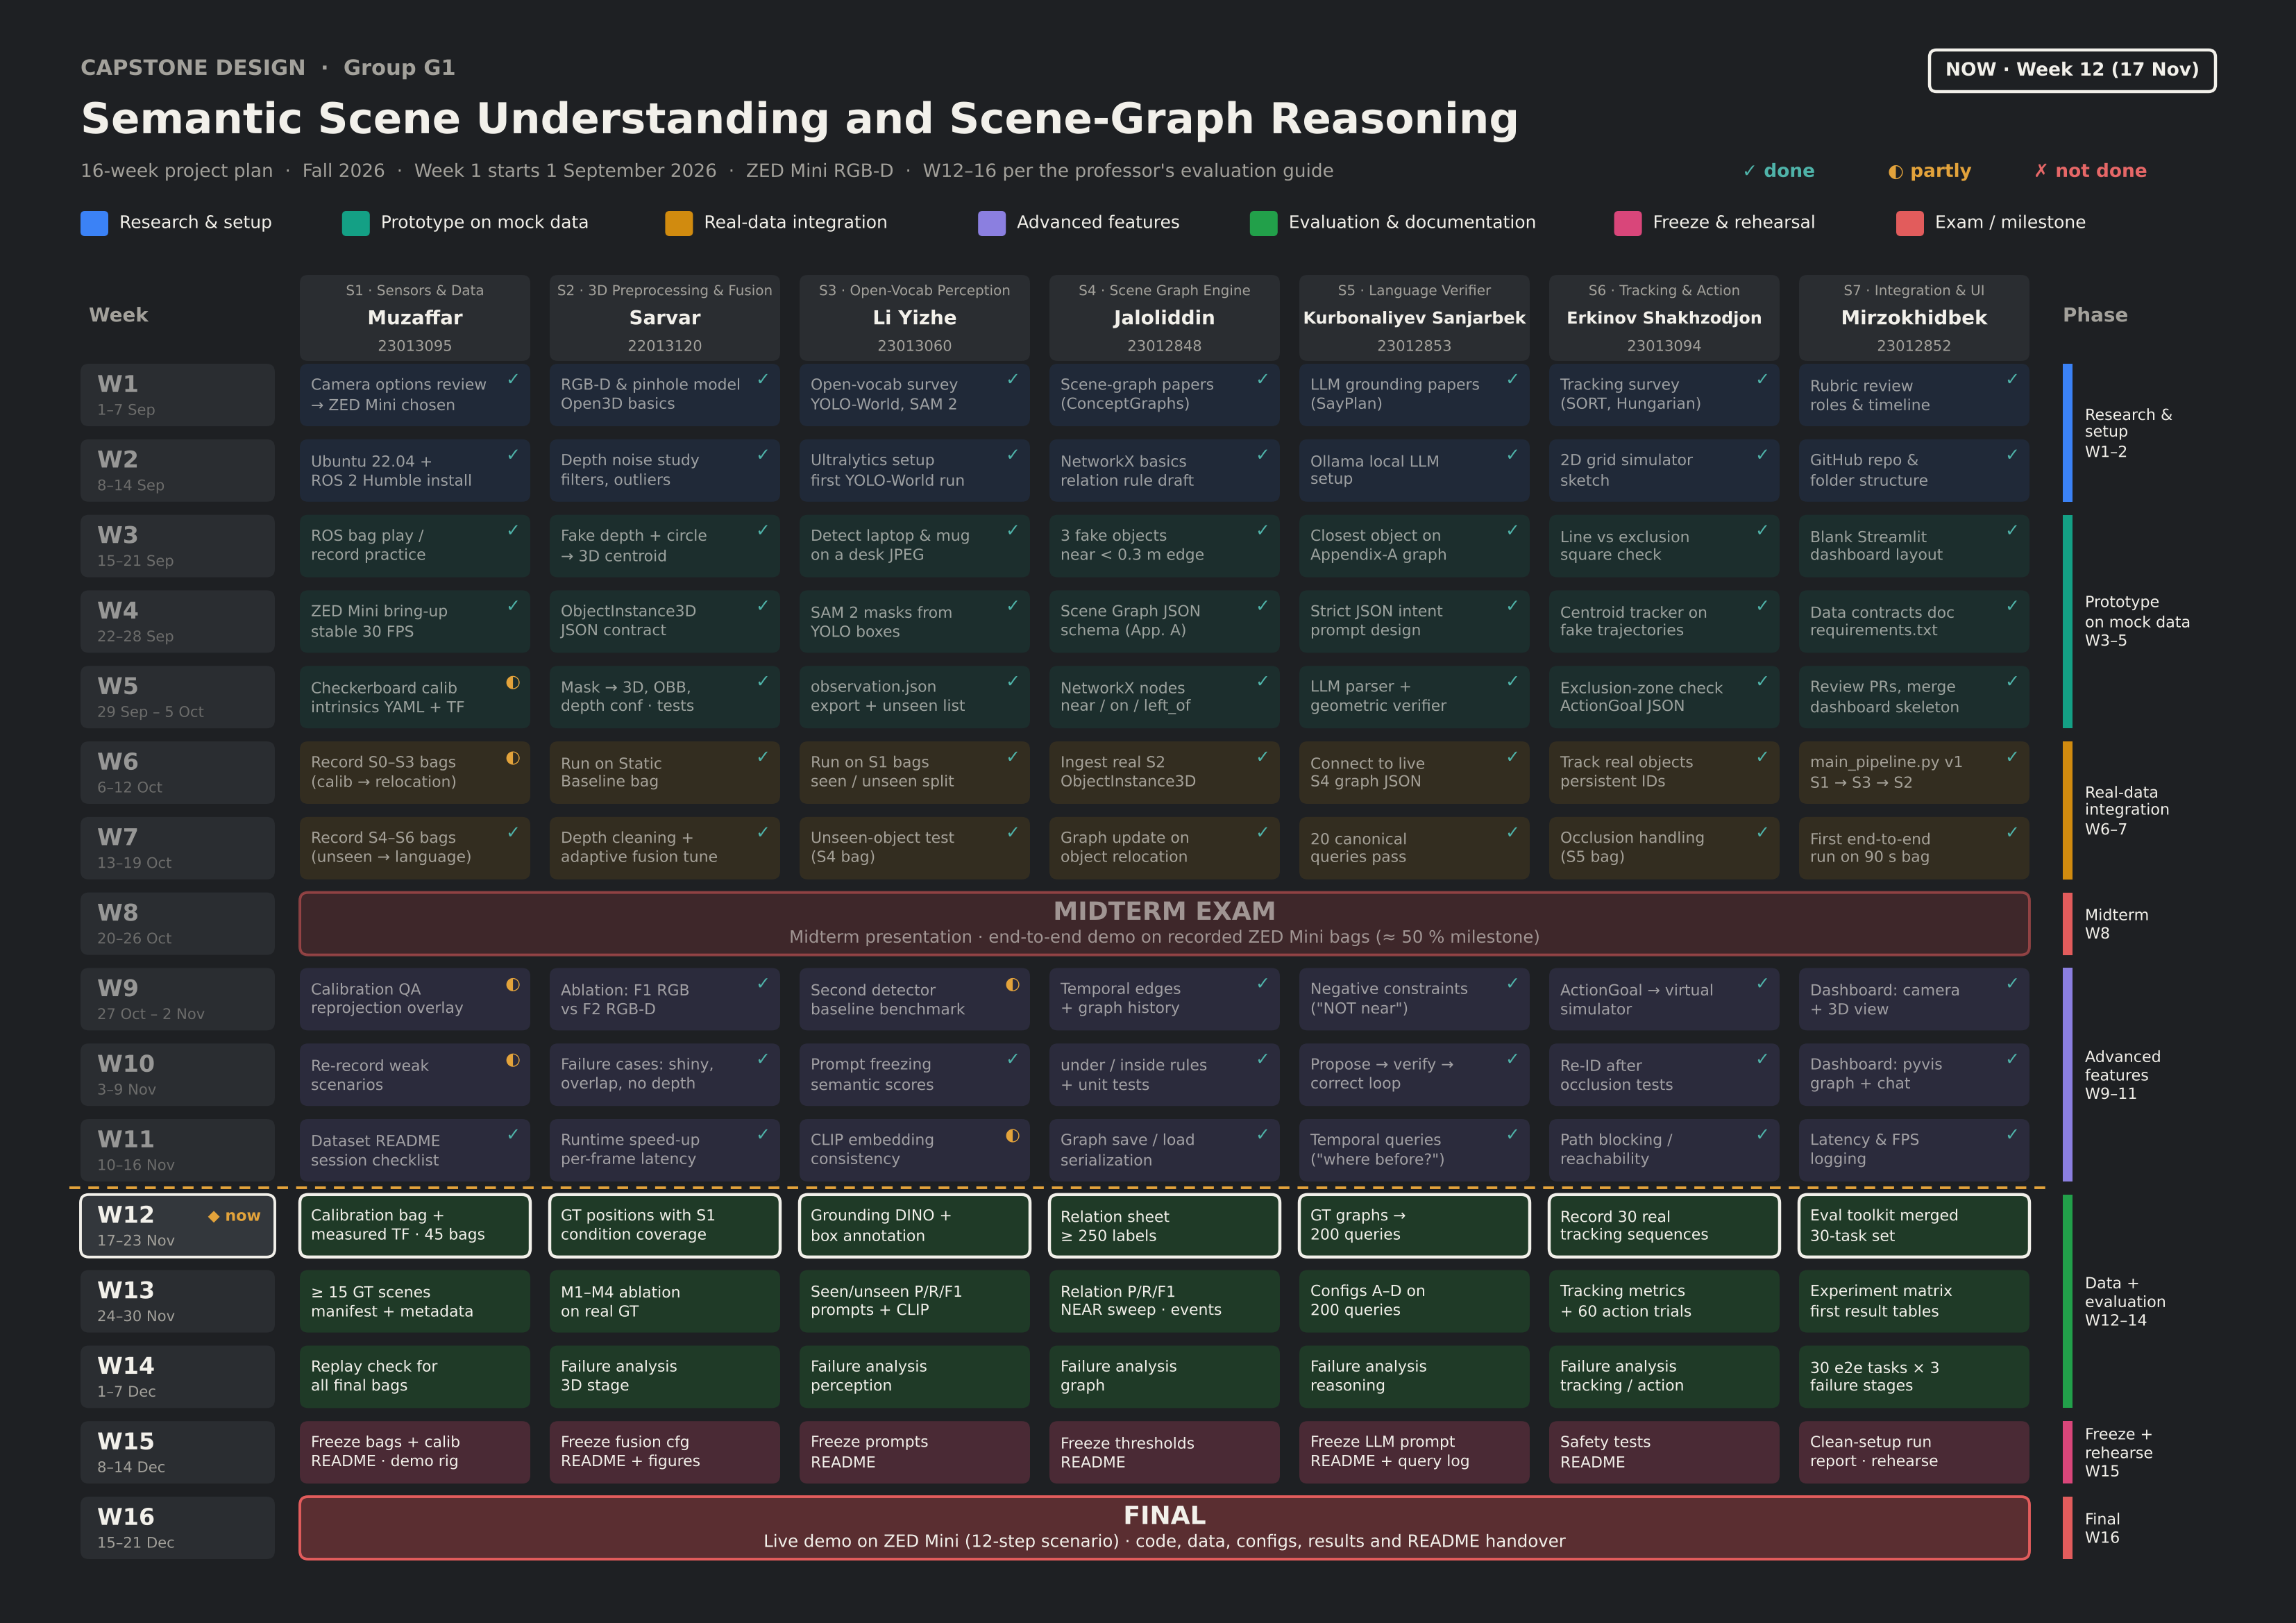 CAPSTONE DESIGN · Group G1
NOW · Week 12 (17 Nov)
Semantic Scene Understanding and Scene-Graph Reasoning
16-week project plan · Fall 2026 · Week 1 starts 1 September 2026 · ZED Mini RGB-D · W12–16 per the professor's evaluation guide
✓ done
◐ partly
✗ not done
Research & setup
Prototype on mock data
Real-data integration
Advanced features
Evaluation & documentation
Freeze & rehearsal
Exam / milestone
Week
S1 · Sensors & Data
Muzaffar
23013095
S2 · 3D Preprocessing & Fusion
Sarvar
22013120
S3 · Open-Vocab Perception
Li Yizhe
23013060
S4 · Scene Graph Engine
Jaloliddin
23012848
S5 · Language Verifier
Kurbonaliyev Sanjarbek
23012853
S6 · Tracking & Action
Erkinov Shakhzodjon
23013094
S7 · Integration & UI
Mirzokhidbek
23012852
Phase
W1
1–7 Sep
Camera options review ✓
→ ZED Mini chosen
RGB-D & pinhole model ✓
Open3D basics
Open-vocab survey ✓
YOLO-World, SAM 2
Scene-graph papers ✓
(ConceptGraphs)
LLM grounding papers ✓
(SayPlan)
Tracking survey ✓
(SORT, Hungarian)
Rubric review ✓
roles & timeline
Research &
setup
W1–2
W2
8–14 Sep
Ubuntu 22.04 + ✓
ROS 2 Humble install
Depth noise study ✓
filters, outliers
Ultralytics setup ✓
first YOLO-World run
NetworkX basics ✓
relation rule draft
Ollama local LLM ✓
setup
2D grid simulator ✓
sketch
GitHub repo & ✓
folder structure
W3
15–21 Sep
ROS bag play / ✓
record practice
Fake depth + circle ✓
→ 3D centroid
Detect laptop & mug ✓
on a desk JPEG
3 fake objects ✓
near < 0.3 m edge
Closest object on ✓
Appendix-A graph
Line vs exclusion ✓
square check
Blank Streamlit ✓
dashboard layout
Prototype
on mock data
W3–5
W4
22–28 Sep
ZED Mini bring-up ✓
stable 30 FPS
ObjectInstance3D ✓
JSON contract
SAM 2 masks from ✓
YOLO boxes
Scene Graph JSON ✓
schema (App. A)
Strict JSON intent ✓
prompt design
Centroid tracker on ✓
fake trajectories
Data contracts doc ✓
requirements.txt
W5
29 Sep – 5 Oct
Checkerboard calib ◐
intrinsics YAML + TF
Mask → 3D, OBB, ✓
depth conf · tests
observation.json ✓
export + unseen list
NetworkX nodes ✓
near / on / left_of
LLM parser + ✓
geometric verifier
Exclusion-zone check ✓
ActionGoal JSON
Review PRs, merge ✓
dashboard skeleton
W6
6–12 Oct
Record S0–S3 bags ◐
(calib → relocation)
Run on Static ✓
Baseline bag
Run on S1 bags ✓
seen / unseen split
Ingest real S2 ✓
ObjectInstance3D
Connect to live ✓
S4 graph JSON
Track real objects ✓
persistent IDs
main_pipeline.py v1 ✓
S1 → S3 → S2
Real-data
integration
W6–7
W7
13–19 Oct
Record S4–S6 bags ✓
(unseen → language)
Depth cleaning + ✓
adaptive fusion tune
Unseen-object test ✓
(S4 bag)
Graph update on ✓
object relocation
20 canonical ✓
queries pass
Occlusion handling ✓
(S5 bag)
First end-to-end ✓
run on 90 s bag
W8
20–26 Oct
MIDTERM EXAM
Midterm presentation · end-to-end demo on recorded ZED Mini bags (≈ 50 % milestone)
Midterm
W8
W9
27 Oct – 2 Nov
Calibration QA ◐
reprojection overlay
Ablation: F1 RGB ✓
vs F2 RGB-D
Second detector ◐
baseline benchmark
Temporal edges ✓
+ graph history
Negative constraints ✓
("NOT near")
ActionGoal → virtual ✓
simulator
Dashboard: camera ✓
+ 3D view
Advanced
features
W9–11
W10
3–9 Nov
Re-record weak ◐
scenarios
Failure cases: shiny, ✓
overlap, no depth
Prompt freezing ✓
semantic scores
under / inside rules ✓
+ unit tests
Propose → verify → ✓
correct loop
Re-ID after ✓
occlusion tests
Dashboard: pyvis ✓
graph + chat
W11
10–16 Nov
Dataset README ✓
session checklist
Runtime speed-up ✓
per-frame latency
CLIP embedding ◐
consistency
Graph save / load ✓
serialization
Temporal queries ✓
("where before?")
Path blocking / ✓
reachability
Latency & FPS ✓
logging
W12 ◆ now
17–23 Nov
Calibration bag +
measured TF · 45 bags
GT positions with S1
condition coverage
Grounding DINO +
box annotation
Relation sheet
≥ 250 labels
GT graphs →
200 queries
Record 30 real
tracking sequences
Eval toolkit merged
30-task set
Data +
evaluation
W12–14
W13
24–30 Nov
≥ 15 GT scenes
manifest + metadata
M1–M4 ablation
on real GT
Seen/unseen P/R/F1
prompts + CLIP
Relation P/R/F1
NEAR sweep · events
Configs A–D on
200 queries
Tracking metrics
+ 60 action trials
Experiment matrix
first result tables
W14
1–7 Dec
Replay check for
all final bags
Failure analysis
3D stage
Failure analysis
perception
Failure analysis
graph
Failure analysis
reasoning
Failure analysis
tracking / action
30 e2e tasks × 3
failure stages
W15
8–14 Dec
Freeze bags + calib
README · demo rig
Freeze fusion cfg
README + figures
Freeze prompts
README
Freeze thresholds
README
Freeze LLM prompt
README + query log
Safety tests
README
Clean-setup run
report · rehearse
Freeze +
rehearse
W15
W16
15–21 Dec
FINAL
Live demo on ZED Mini (12-step scenario) · code, data, configs, results and README handover
Final
W16